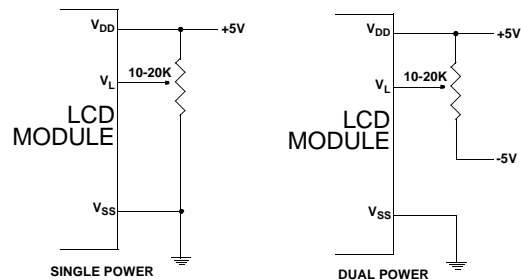 VDD
+5V
VL
10-20K
LCD
MODULE
VSS
SINGLE POWER
VDD
+5V
VL
10-20K
LCD
MODULE
-5V
VSS
DUAL POWER